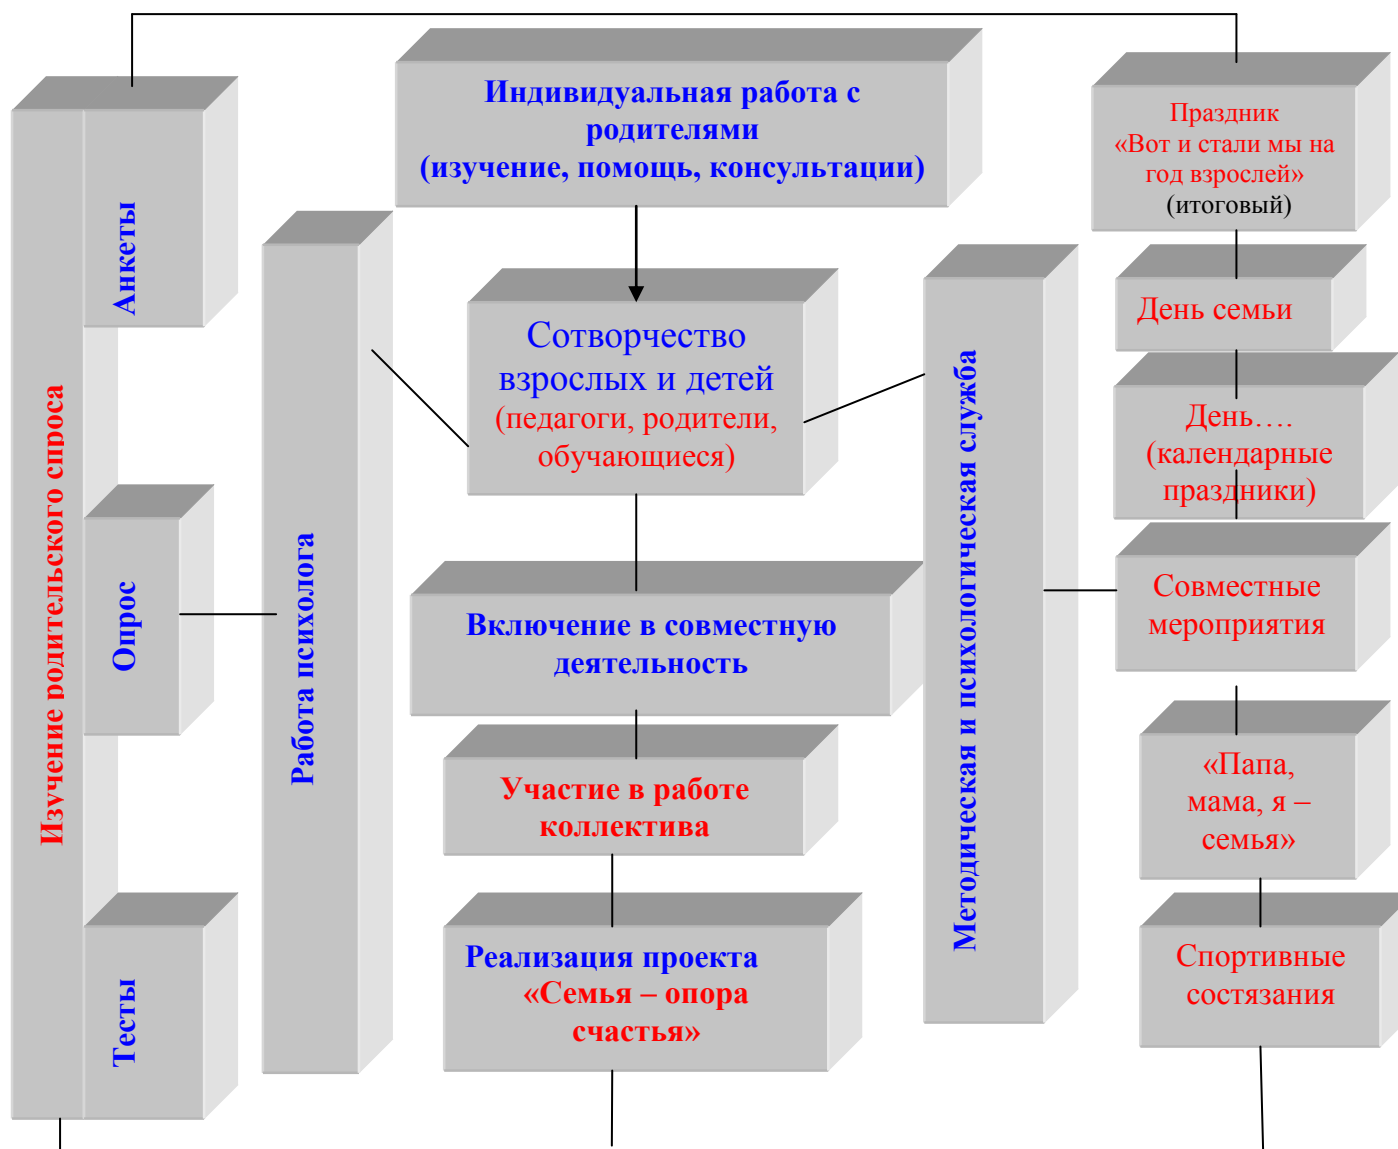 Изучение родительского спроса
Анкеты
Опрос
Тесты
Работа психолога
Индивидуальная работа с
родителями
(изучение, помощь, консультации)
Сотворчество
взрослых и детей
(педагоги, родители,
обучающиеся)
Включение в совместную
деятельность
Участие в работе
коллектива
Реализация проекта
«Семья – опора
счастья»
Методическая и психологическая служба
Праздник
«Вот и стали мы на
год взрослей»
(итоговый)
День семьи
День….
(календарные
праздники)
Совместные
мероприятия
«Папа,
мама, я –
семья»
Спортивные
состязания